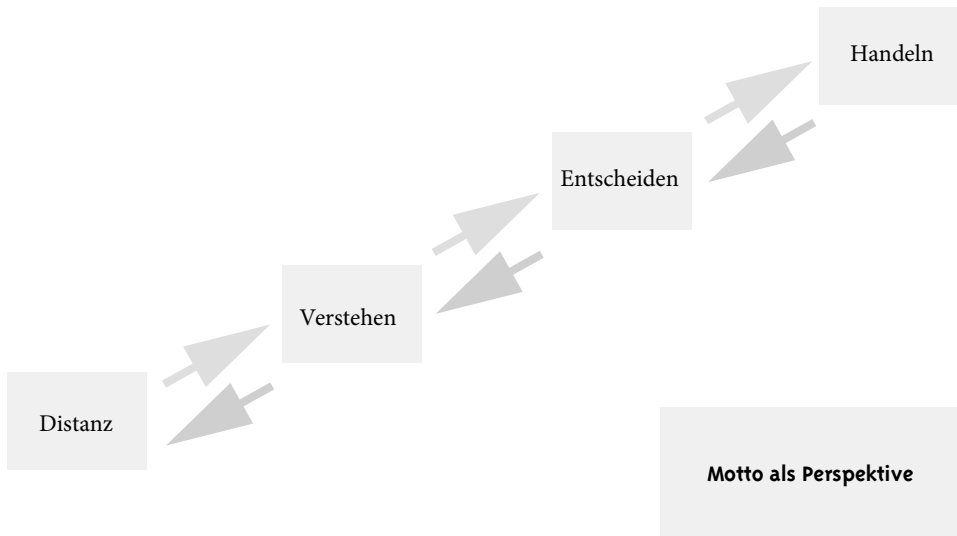 Handeln
Entscheiden
Verstehen
Distanz
Motto als Perspektive